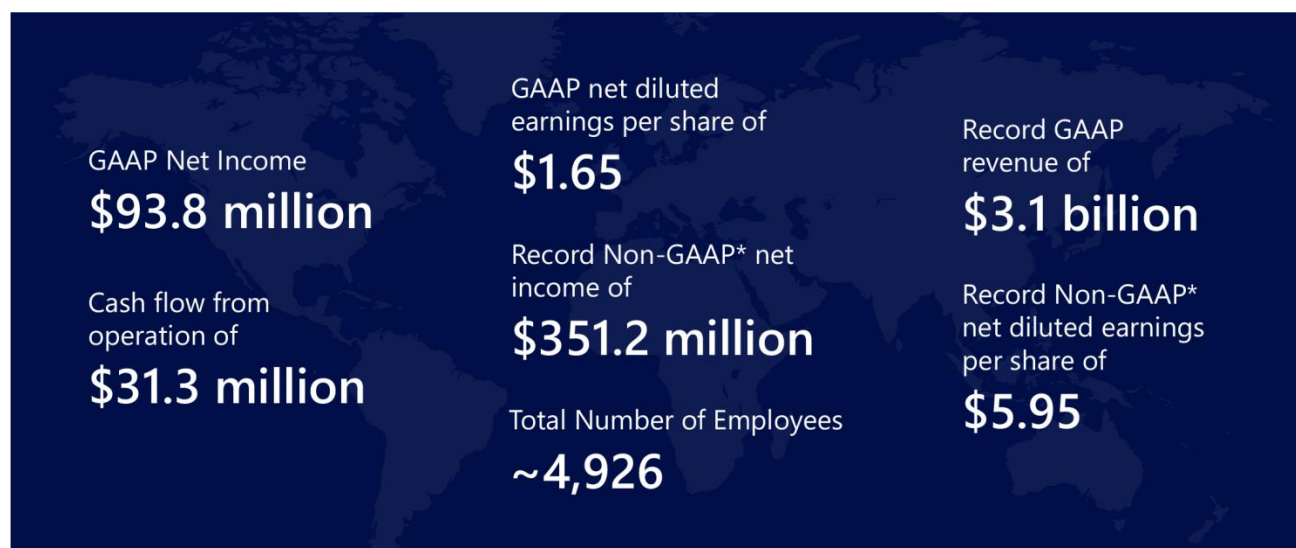 GAAP Net Income
$93.8 million
Cash flow from
operation of
$31.3 million
GAAP net diluted
earnings per share of
$1.65
Record Non-GAAP* net
income of
$351.2 million
Total Number of Employees
~4,926
Record GAAP
revenue of
$3.1 billion
Record Non-GAAP*
net diluted earnings
per share of
$5.95